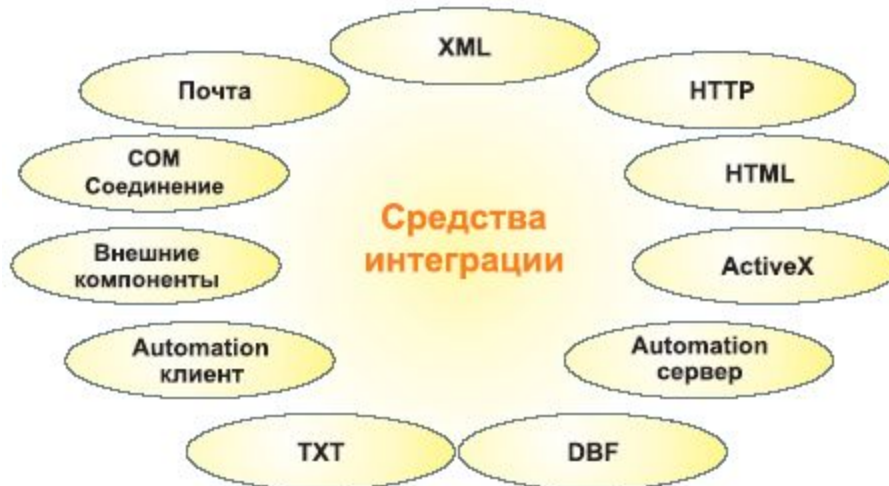 XML
Почта
HTTP
COM
Соединение
HTML
Средства
интеграции
Внешние
компоненты
ActiveX
Automation
клиент
Automation
сервер
TXT
DBF